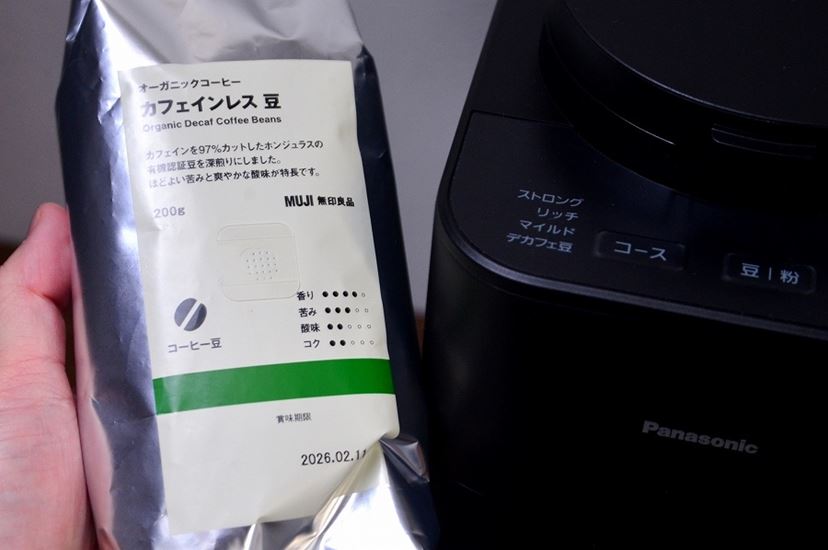 オーガニックコーヒー
カフェインレス 豆
Organic Decaf Coffee Beans
カフェインを97%カットしたホンジュラスの
有機認証豆を深煎りにしました。
ほどよい苦みと爽やかな酸味が特長です。
200g
MUJI 無印良品
香り ●●●●○
苦み ●●●○○
酸味 ●●○○○
コク ●●○○○
コーヒー豆
賞味期限
2026.02.14
ストロング
リッチ
マイルド
デカフェ豆
コース
豆 | 粉
Panasonic